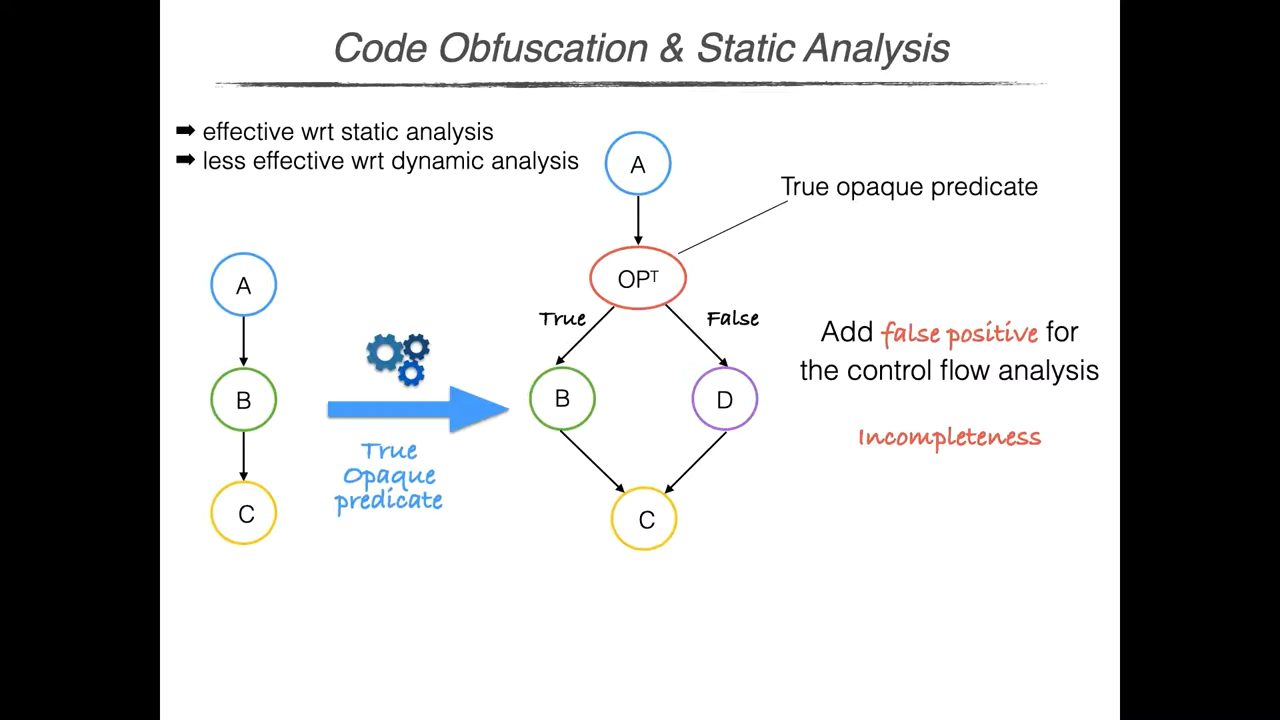 Code Obfuscation & Static Analysis
➡ effective wrt static analysis
➡ less effective wrt dynamic analysis
A
B
C
True
Opaque
predicate
A
True opaque predicate
OPᵀ
True
False
B
D
C
Add false positive for
the control flow analysis
Incompleteness